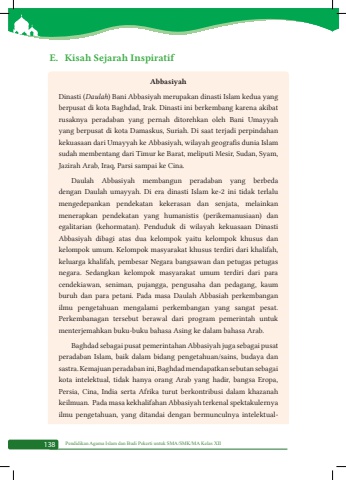 E. Kisah Sejarah Inspiratif
Abbasiyah
Dinasti (Daulah) Bani Abbasiyah merupakan dinasti Islam kedua yang
berpusat di kota Baghdad, Irak. Dinasti ini berkembang karena akibat
rusaknya peradaban yang pernah ditorehkan oleh Bani Umayyah
yang berpusat di kota Damaskus, Suriah. Di saat terjadi perpindahan
kekuasaan dari Umayyah ke Abbasiyah, wilayah geografis dunia Islam
sudah membentang dari Timur ke Barat, meliputi Mesir, Sudan, Syam,
Jazirah Arab, Iraq, Parsi sampai ke Cina.
Daulah Abbasiyah membangun peradaban yang berbeda
dengan Daulah umayyah. Di era dinasti Islam ke-2 ini tidak terlalu
mengedepankan pendekatan kekerasan dan senjata, melainkan
menerapkan pendekatan yang humanistis (perikemanusiaan) dan
egalitarian (kehormatan). Penduduk di wilayah kekuasaan Dinasti
Abbasiyah dibagi atas dua kelompok yaitu kelompok khusus dan
kelompok umum. Kelompok masyarakat khusus terdiri dari khalifah,
keluarga khalifah, pembesar Negara bangsawan dan petugas petugas
negara. Sedangkan kelompok masyarakat umum terdiri dari para
cendekiawan, seniman, pujangga, pengusaha dan pedagang, kaum
buruh dan para petani. Pada masa Daulah Abbasiah perkembangan
ilmu pengetahuan mengalami perkembangan yang sangat pesat.
Perkembanagan tersebut berawal dari program pemerintah untuk
menterjemahkan buku-buku bahasa Asing ke dalam bahasa Arab.
Baghdad sebagai pusat pemerintahan Abbasiyah juga sebagai pusat
peradaban Islam, baik dalam bidang pengetahuan/sains, budaya dan
sastra. Kemajuan peradaban ini, Baghdad mendapatkan sebutan sebagai
kota intelektual, tidak hanya orang Arab yang hadir, bangsa Eropa,
Persia, Cina, India serta Afrika turut berkontribusi dalam khazanah
keilmuan. Pada masa kekhalifahan Abbasiyah terkenal spektakulernya
ilmu pengetahuan, yang ditandai dengan bermunculnya intelektual-
138 Pendidikan Agama Islam dan Budi Pekerti untuk SMA/SMK/MA Kelas XII